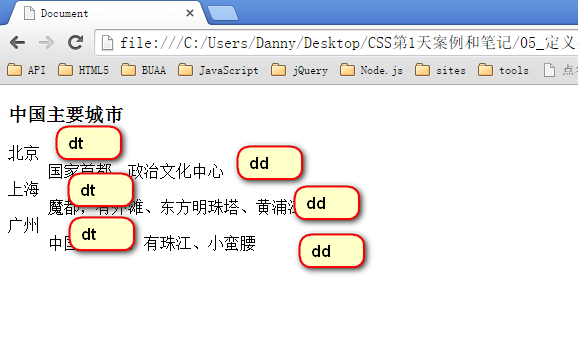 Document
file:///C:/Users/Danny/Desktop/CSS第1天案例和笔记/05_定义
API HTML5 BUAA JavaScript jQuery Node.js sites tools
中国主要城市
dt
北京
dd
国家首都、政治文化中心
dt
上海
dd
魔都,有外滩、东方明珠塔、黄浦
dt
广州
中国 有珠江、小蛮腰
dd